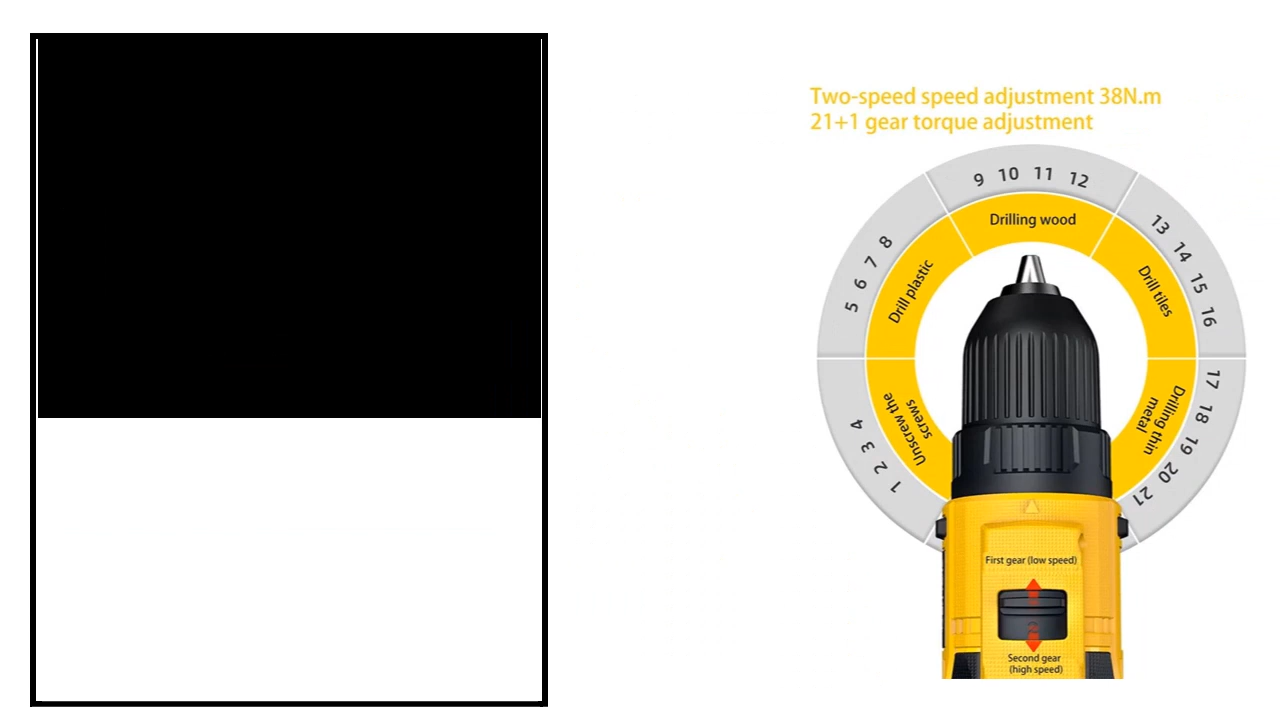 Two-speed speed adjustment 38N.m
21+1 gear torque adjustment
9 10 11 12
13 14 15 16
5 6 7 8
Drilling wood
Drill plastic
Drill tiles
Unscrew the
screws
Drilling thin
metal
1 2 3 4
17 18 19 20 21
First gear (low speed)
Second gear
(high speed)